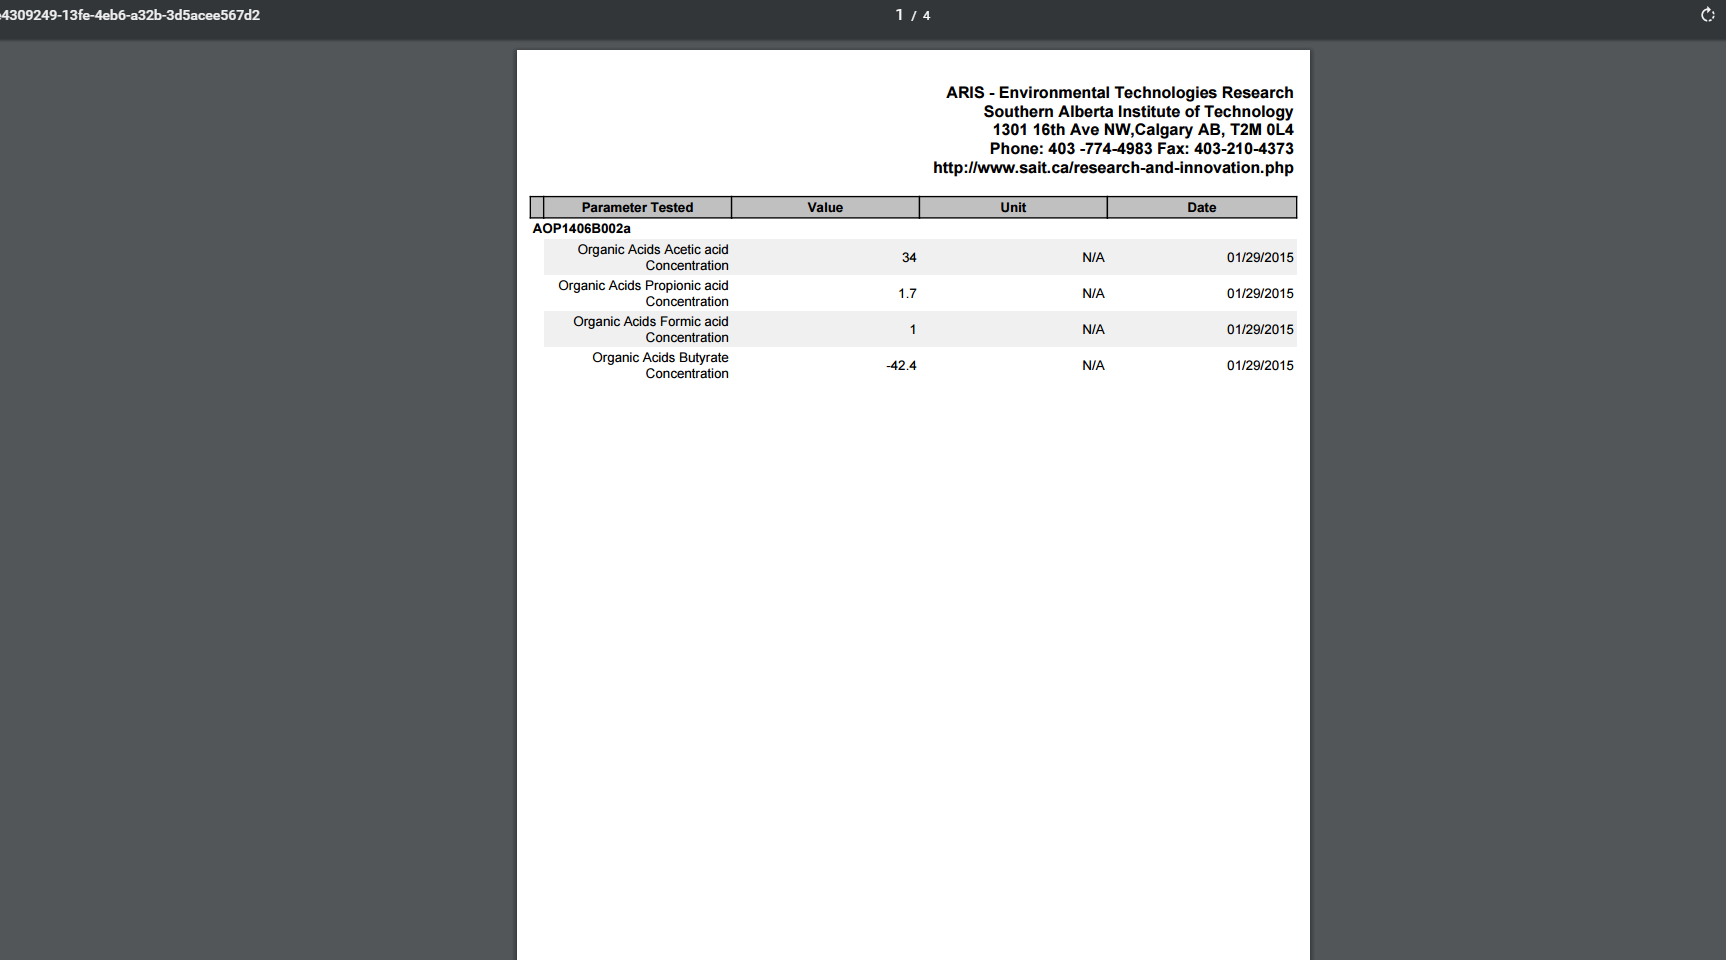 4309249-13fe-4eb6-a32b-3d5acee567d2
1 / 4
ARIS - Environmental Technologies Research
Southern Alberta Institute of Technology
1301 16th Ave NW,Calgary AB, T2M 0L4
Phone: 403 -774-4983 Fax: 403-210-4373
http://www.sait.ca/research-and-innovation.php
Parameter Tested Value Unit Date
AOP1406B002a
Organic Acids Acetic acid
Concentration 34 N/A 01/29/2015
Organic Acids Propionic acid
Concentration 1.7 N/A 01/29/2015
Organic Acids Formic acid
Concentration 1 N/A 01/29/2015
Organic Acids Butyrate
Concentration -42.4 N/A 01/29/2015